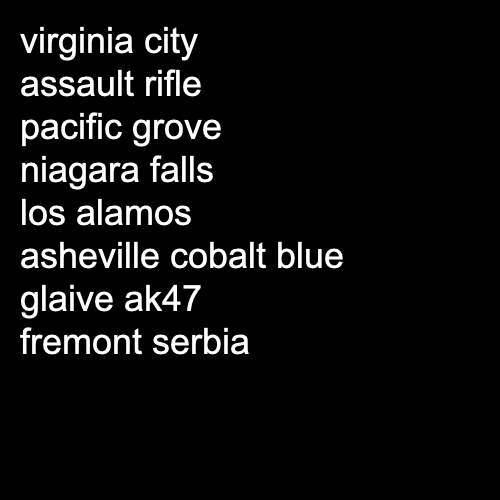 virginia city
assault rifle
pacific grove
niagara falls
los alamos
asheville cobalt blue
glaive ak47
fremont serbia